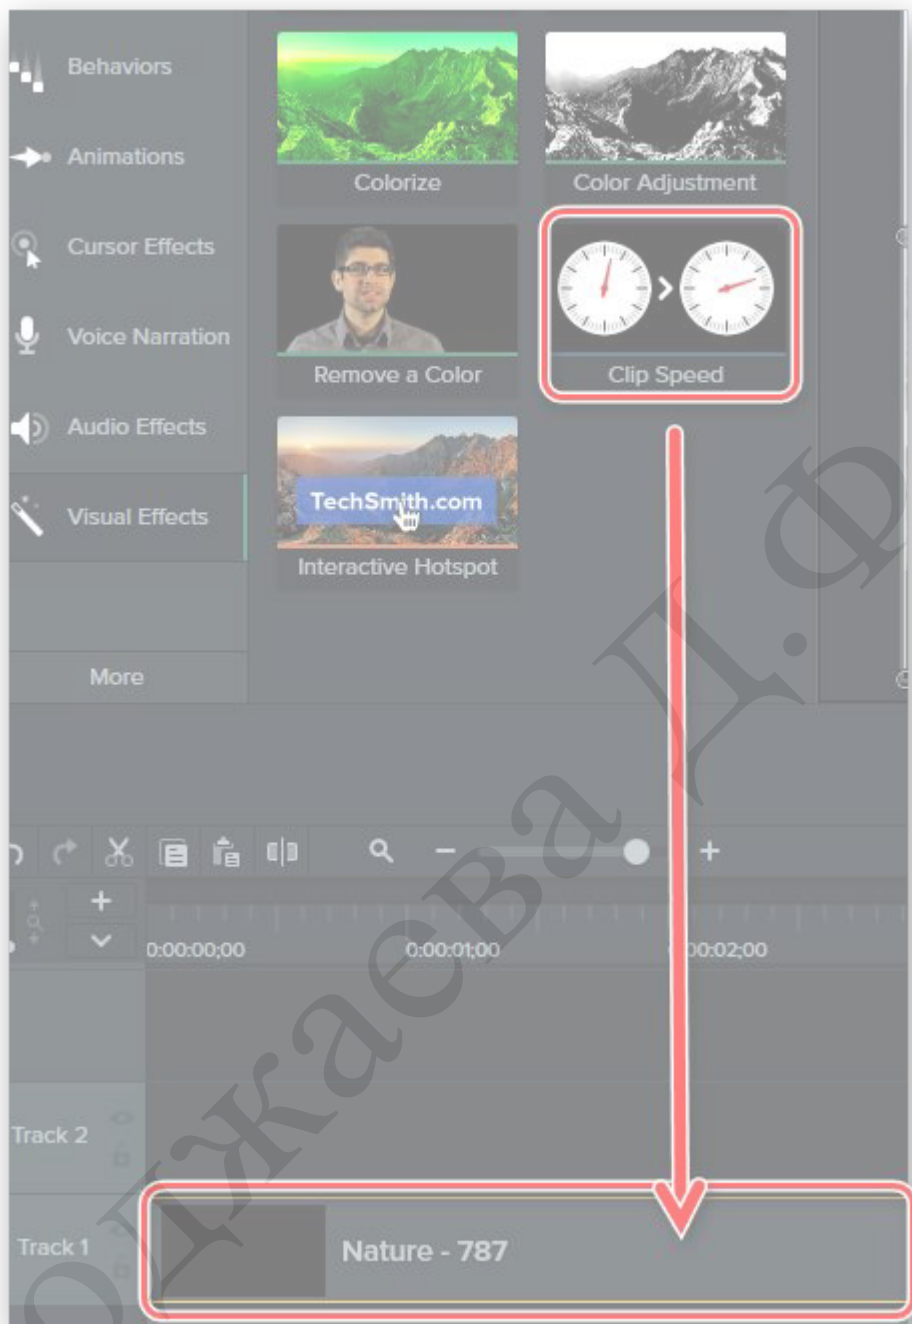 Behaviors
Animations
Cursor Effects
Voice Narration
Audio Effects
Visual Effects
More
Colorize
Color Adjustment
Remove a Color
Clip Speed
TechSmith.com
Interactive Hotspot
0:00:00;00
0:00:01;00
00:02;00
Track 2
Track 1
Nature - 787
оджаева Д.Ф